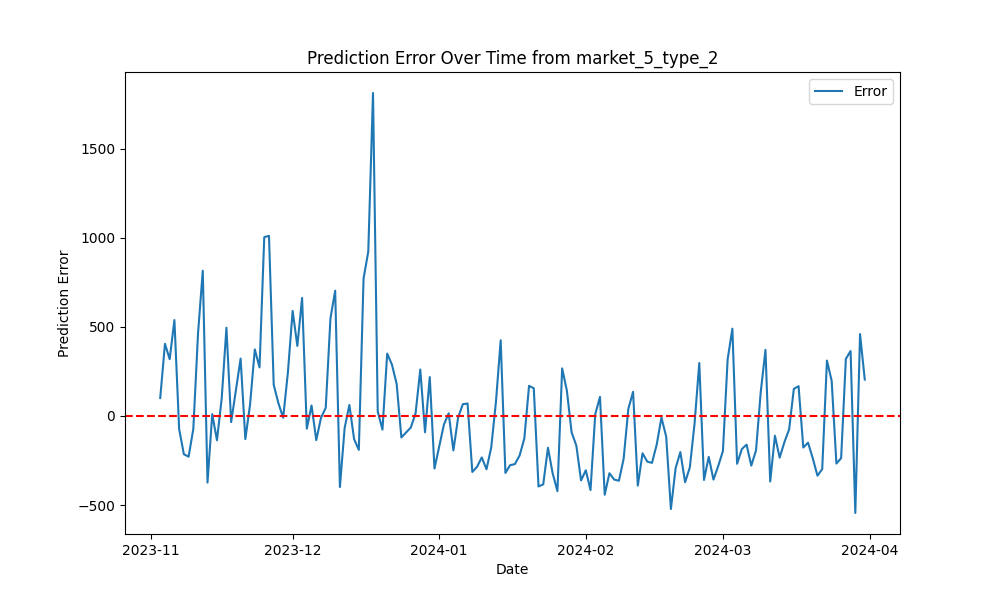 Prediction Error Over Time from market_5_type_2
Error
1500
1000
500
0
−500
Prediction Error
2023-11
2023-12
2024-01
2024-02
2024-03
2024-04
Date